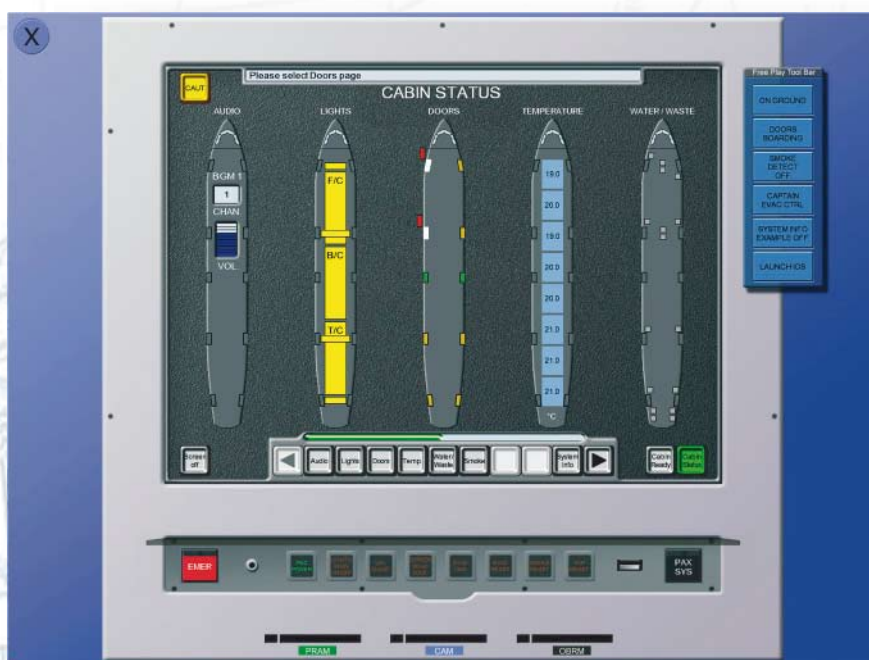 X
CAUT
Please select Doors page
CABIN STATUS
AUDIO
LIGHTS
DOORS
TEMPERATURE
WATER / WASTE
BGM 1
1
CHAN
VOL
F/C
B/C
T/C
19.0
20.0
19.0
20.0
20.0
21.0
21.0
21.0
°C
Screen
off
Audio
Lights
Doors
Temp
Water
Waste
Smoke
System
Info
Cabin
Ready
Cabin
Status
Free Play Tool Bar
ON GROUND
DOORS
BOARDING
SMOKE
DETECT
OFF
CAPTAIN
EVAC CTRL
SYSTEM INFO
EXAMPLE OFF
LAUNCH IOS
EMER
PAX
SYS
PRAM
CAM
OBRM